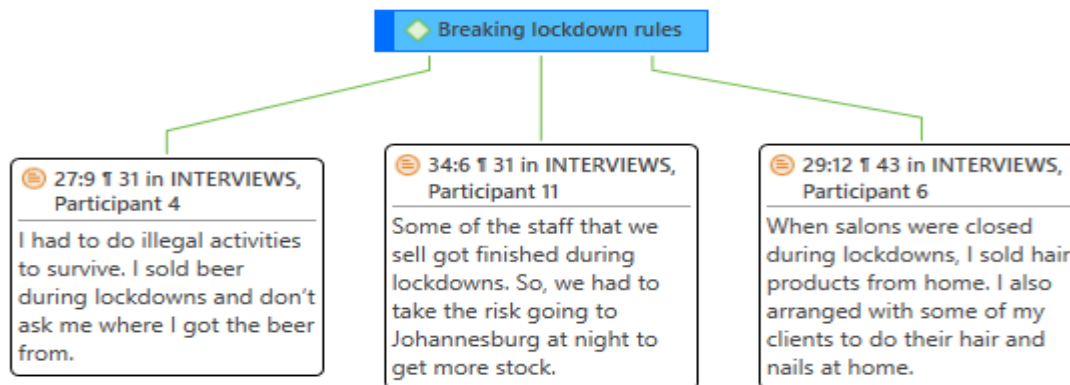 Breaking lockdown rules
27:9 ¶ 31 in INTERVIEWS,
Participant 4
I had to do illegal activities
to survive. I sold beer
during lockdowns and don't
ask me where I got the beer
from.
34:6 ¶ 31 in INTERVIEWS,
Participant 11
Some of the staff that we
sell got finished during
lockdowns. So, we had to
take the risk going to
Johannesburg at night to
get more stock.
29:12 ¶ 43 in INTERVIEWS,
Participant 6
When salons were closed
during lockdowns, I sold hair
products from home. I also
arranged with some of my
clients to do their hair and
nails at home.